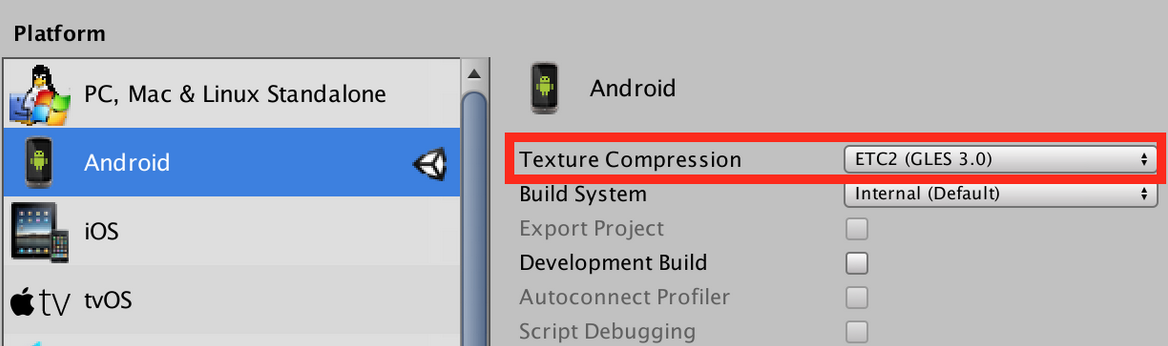 Platform
PC, Mac & Linux Standalone
Android
iOS
tv tvOS
Android
Texture Compression ETC2 (GLES 3.0)
Build System Internal (Default)
Export Project
Development Build
Autoconnect Profiler
Script Debugging